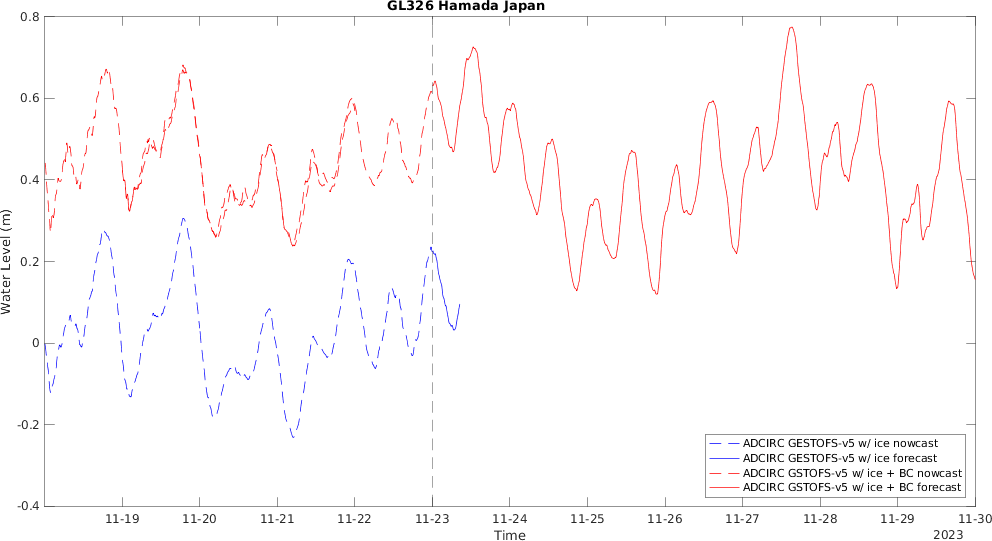 GL326 Hamada Japan
0.8
0.6
0.4
0.2
0
-0.2
-0.4
Water Level (m)
11-19
11-20
11-21
11-22
11-23
11-24
11-25
11-26
11-27
11-28
11-29
11-30
Time
2023
ADCIRC GESTOFS-v5 w/ ice nowcast
ADCIRC GESTOFS-v5 w/ ice forecast
ADCIRC GSTOFS-v5 w/ ice + BC nowcast
ADCIRC GSTOFS-v5 w/ ice + BC forecast